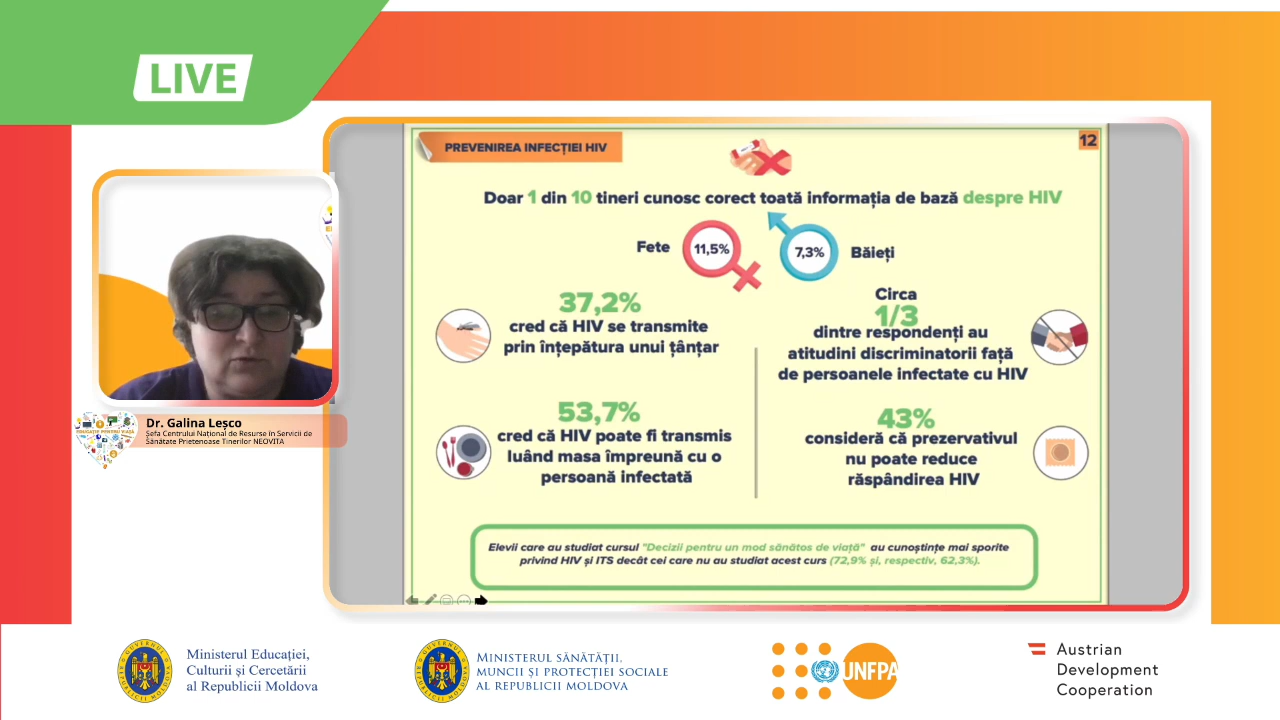 LIVE
PREVENIREA INFECȚIEI HIV
12
Doar 1 din 10 tineri cunosc corect toată informația de bază despre HIV
Fete
11,5%
7,3%
Băieți
37,2%
cred că HIV se transmite
prin înțepătura unui țânțar
Circa
1/3
dintre respondenți au
atitudini discriminatorii față
de persoanele infectate cu HIV
53,7%
cred că HIV poate fi transmis
luând masa împreună cu o
persoană infectată
43%
consideră că prezervativul
nu poate reduce
răspândirea HIV
Elevii care au studiat cursul "Decizii pentru un mod sănătos de viață" au cunoștințe mai sporite
privind HIV și ITS decât cei care nu au studiat acest curs (72,9% și, respectiv, 62,3%).
EDUCAȚIE PENTRU VIAȚĂ
Dr. Galina Leșco
Șefa Centrului Național de Resurse în Servicii de
Sănătate Prietenoase Tinerilor NEOVITA
Ministerul Educației,
Culturii și Cercetării
al Republicii Moldova
MINISTERUL SĂNĂTĂȚII,
MUNCII ȘI PROTECȚIEI SOCIALE
AL REPUBLICII MOLDOVA
UNFPA
Austrian
Development
Cooperation